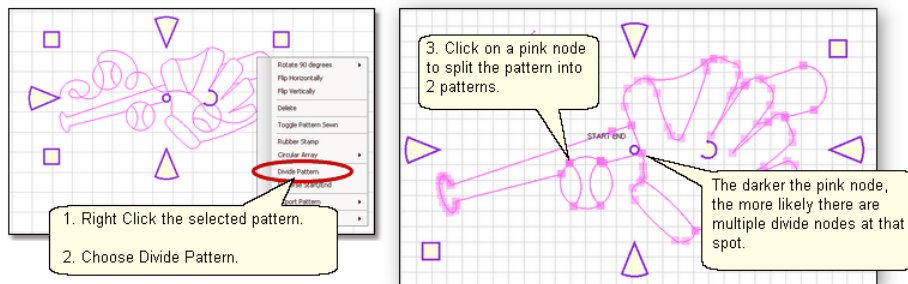 Rotate 90 degrees
Flip Horizontally
Flip Vertically
Delete
Toggle Pattern Sewn
Rubber Stamp
Circular Array
Divide Pattern
1. Right Click the selected pattern.
2. Choose Divide Pattern.
3. Click on a pink node
to split the pattern into
2 patterns.
START END
The darker the pink node,
the more likely there are
multiple divide nodes at that
spot.